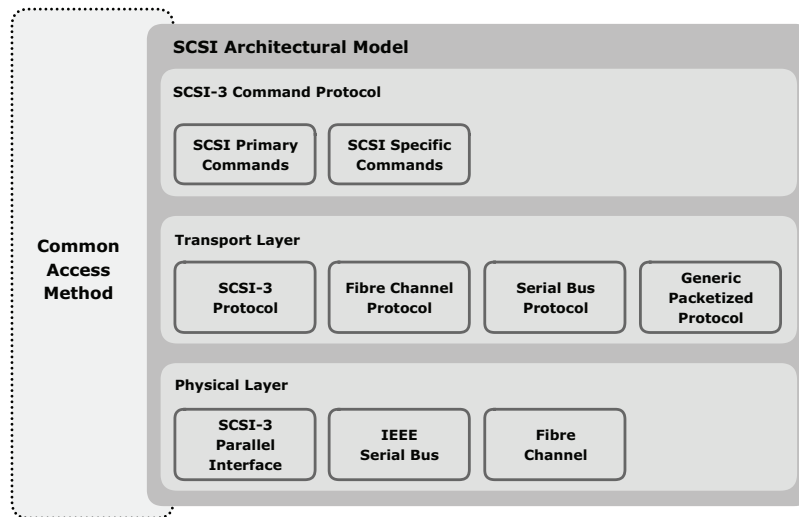 SCSI Architectural Model
SCSI-3 Command Protocol
SCSI Primary
Commands
SCSI Specific
Commands
Common
Access
Method
Transport Layer
SCSI-3
Protocol
Fibre Channel
Protocol
Serial Bus
Protocol
Generic
Packetized
Protocol
Physical Layer
SCSI-3
Parallel
Interface
IEEE
Serial Bus
Fibre
Channel